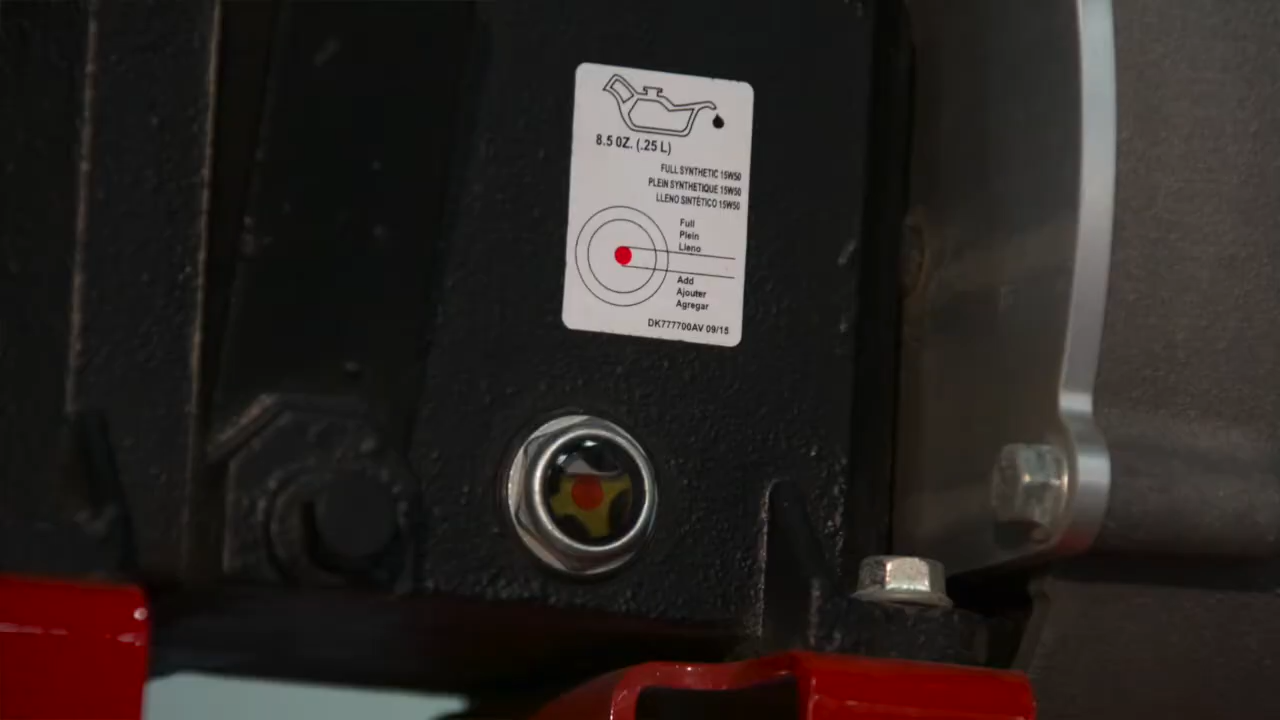 8.5 OZ. (.25 L)
FULL SYNTHETIC 15W50
PLEIN SYNTHETIQUE 15W50
LLENO SINTÉTICO 15W50
Full
Plein
Lleno
Add
Ajouter
Agregar
DK777700AV 09/15